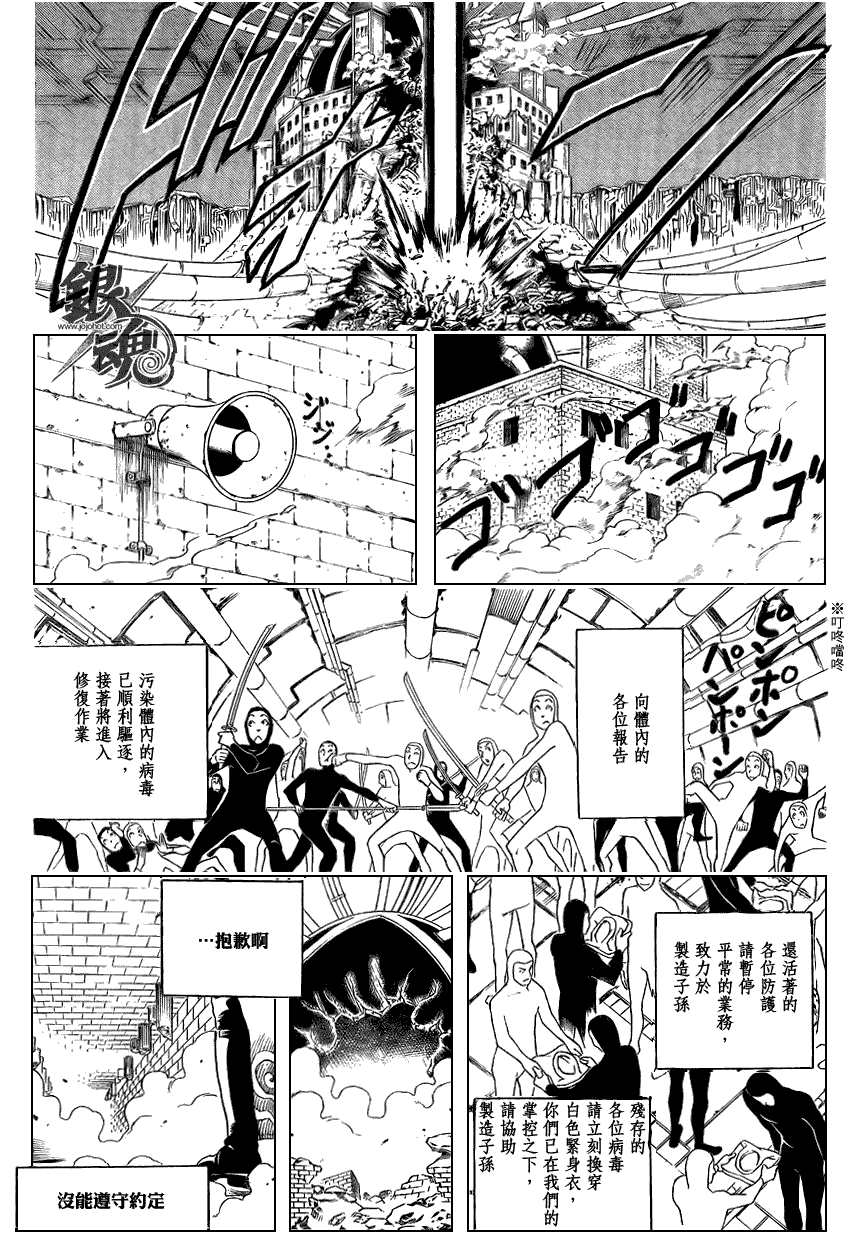 ドドドド
銀魂
www.jojohot.com
ゴゴゴゴゴ
ジジ…
※叮咚噹咚
ピンポン
ペンポーン
向體內的
各位報告
污染體內的病毒
已順利驅逐，
接著將進入
修復作業
還活著的
各位防護
請暫停
平常的業務，
致力於
製造子孫
殘存的
各位病毒
請立刻換穿
白色緊身衣，
你們已在我們的
掌控之下，
請協助
製造子孫
…抱歉啊
沒能遵守約定